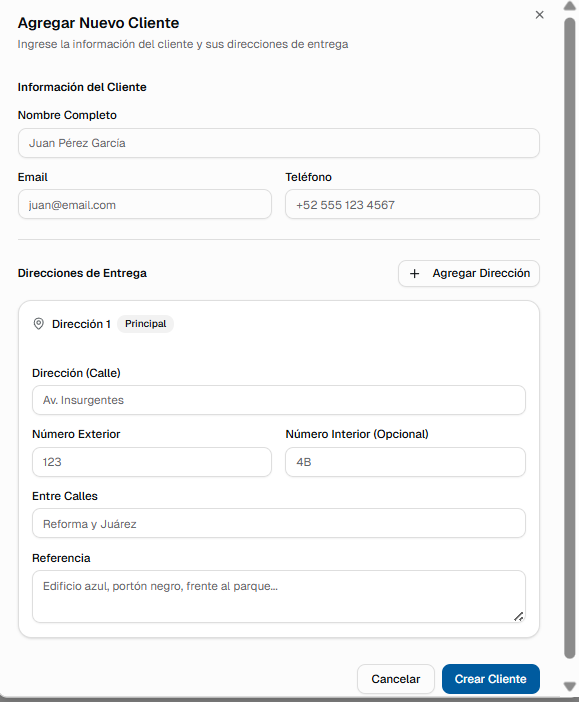 Agregar Nuevo Cliente
Ingrese la información del cliente y sus direcciones de entrega
Información del Cliente
Nombre Completo
Juan Pérez García
Email
Teléfono
juan@email.com
+52 555 123 4567
Direcciones de Entrega
+ Agregar Dirección
Dirección 1 Principal
Dirección (Calle)
Av. Insurgentes
Número Exterior
Número Interior (Opcional)
123
4B
Entre Calles
Reforma y Juárez
Referencia
Edificio azul, portón negro, frente al parque...
Cancelar
Crear Cliente